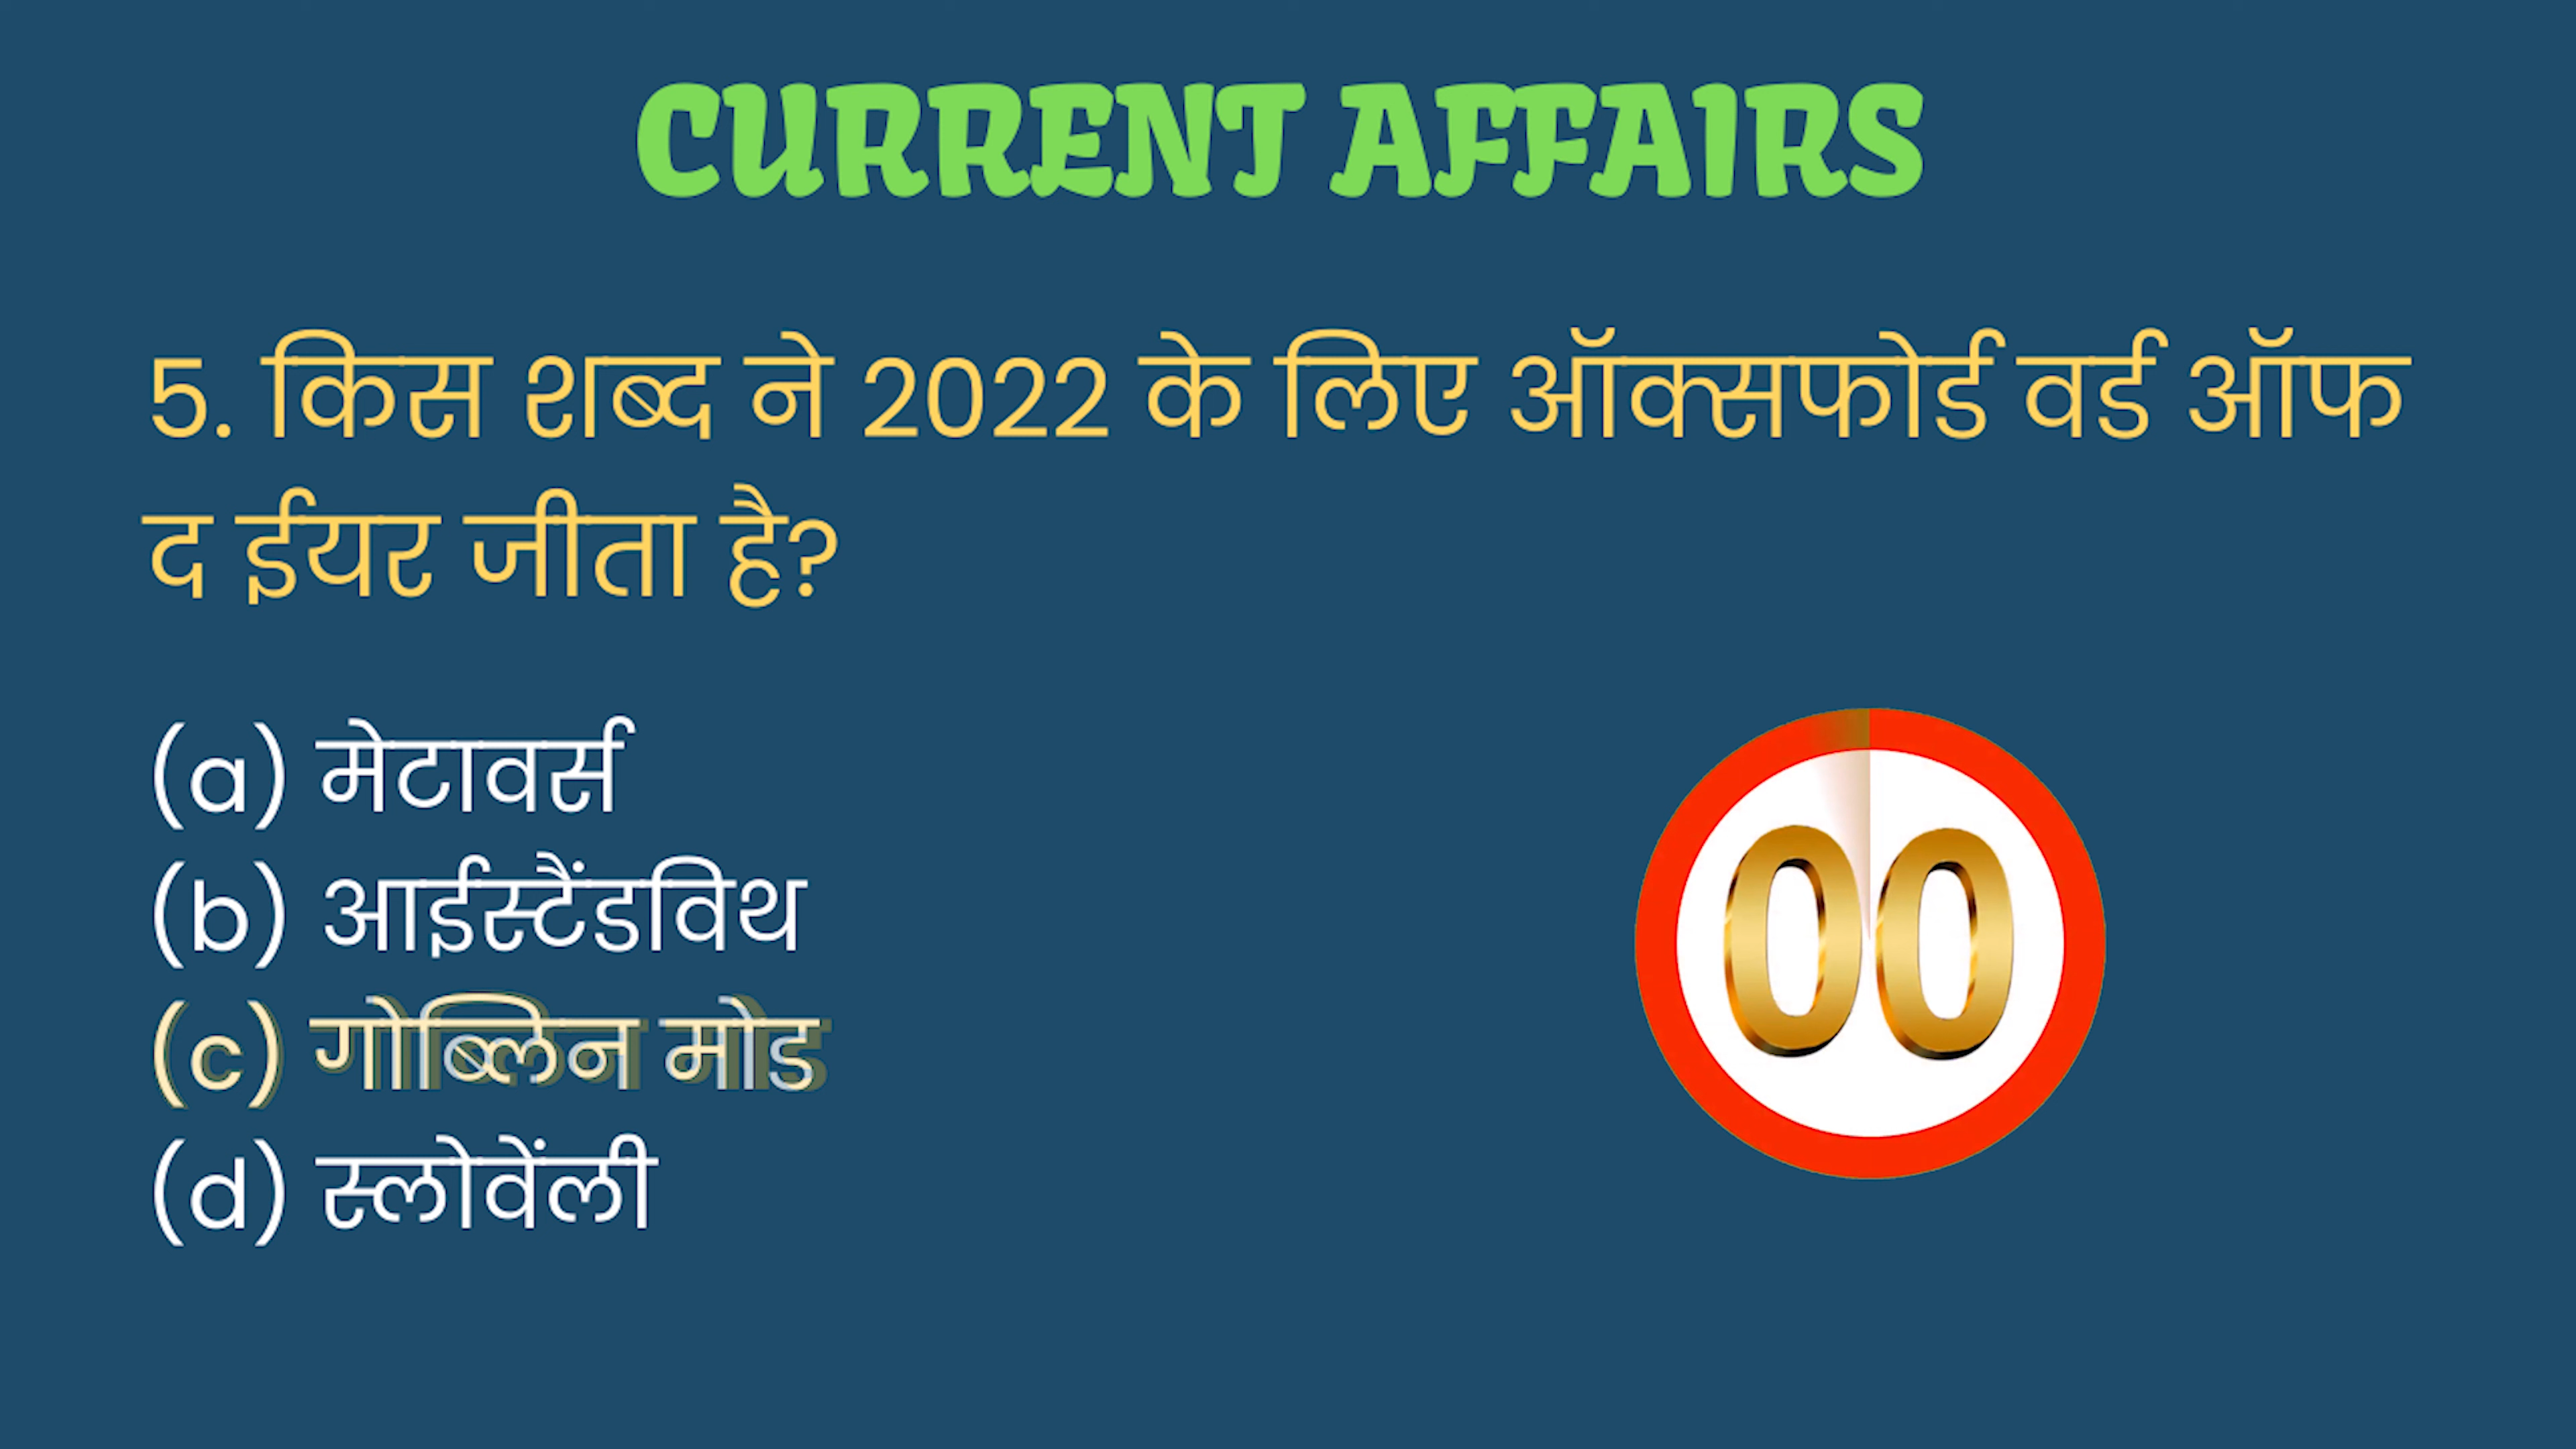 CURRENT AFFAIRS
5. किस शब्द ने 2022 के लिए ऑक्सफोर्ड वर्ड ऑफ
द ईयर जीता है?
(a) मेटावर्स
(b) आईस्टैंडविथ
(c) गोब्लिन मोड
(d) स्लोवेंली
00